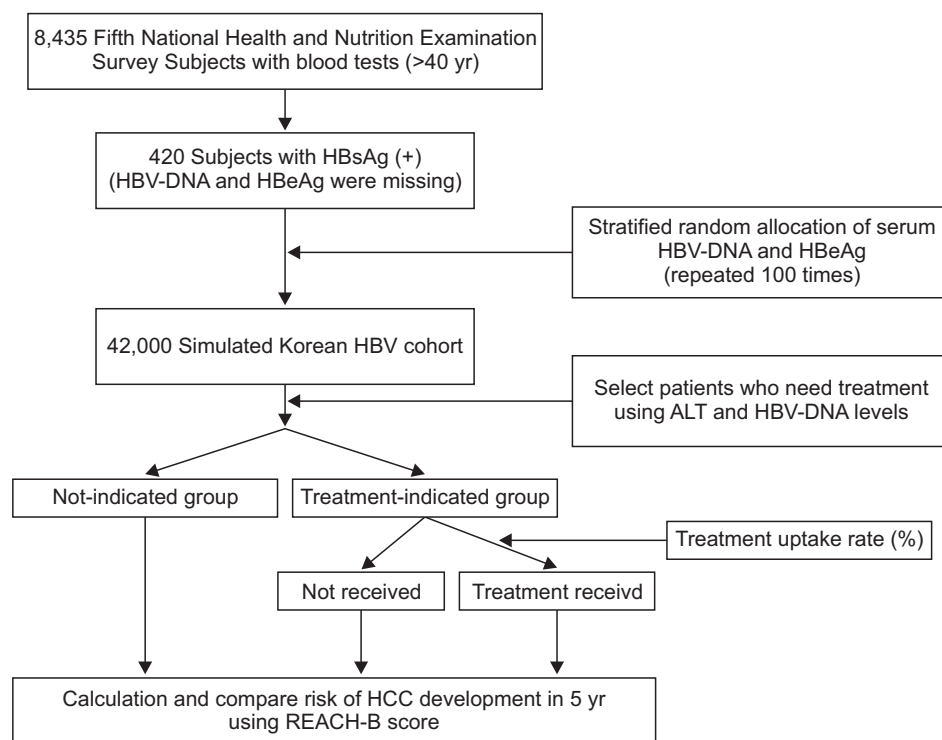 8,435 Fifth National Health and Nutrition Examination
Survey Subjects with blood tests (>40 yr)
420 Subjects with HBsAg (+)
(HBV-DNA and HBeAg were missing)
Stratified random allocation of serum
HBV-DNA and HBeAg
(repeated 100 times)
42,000 Simulated Korean HBV cohort
Select patients who need treatment
using ALT and HBV-DNA levels
Not-indicated group
Treatment-indicated group
Treatment uptake rate (%)
Not received
Treatment receivd
Calculation and compare risk of HCC development in 5 yr
using REACH-B score